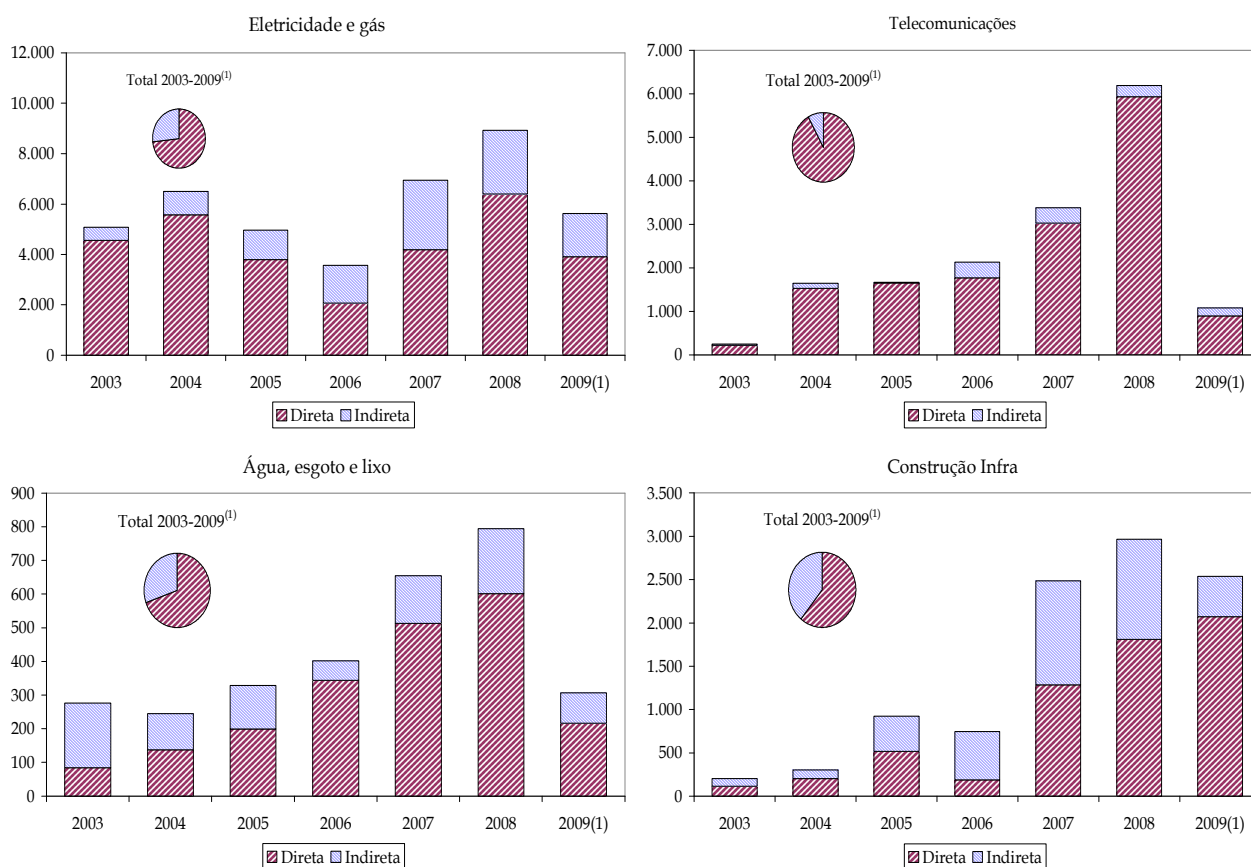 Eletricidade e gás
12.000
10.000
8.000
6.000
4.000
2.000
0
Total 2003-2009(1)
2003 2004 2005 2006 2007 2008 2009(1)
Direta Indireta
Telecomunicações
7.000
6.000
5.000
4.000
3.000
2.000
1.000
0
Total 2003-2009(1)
2003 2004 2005 2006 2007 2008 2009(1)
Direta Indireta
Água, esgoto e lixo
900
800
700
600
500
400
300
200
100
0
Total 2003-2009(1)
2003 2004 2005 2006 2007 2008 2009(1)
Direta Indireta
Construção Infra
3.500
3.000
2.500
2.000
1.500
1.000
500
0
Total 2003-2009(1)
2003 2004 2005 2006 2007 2008 2009(1)
Direta Indireta